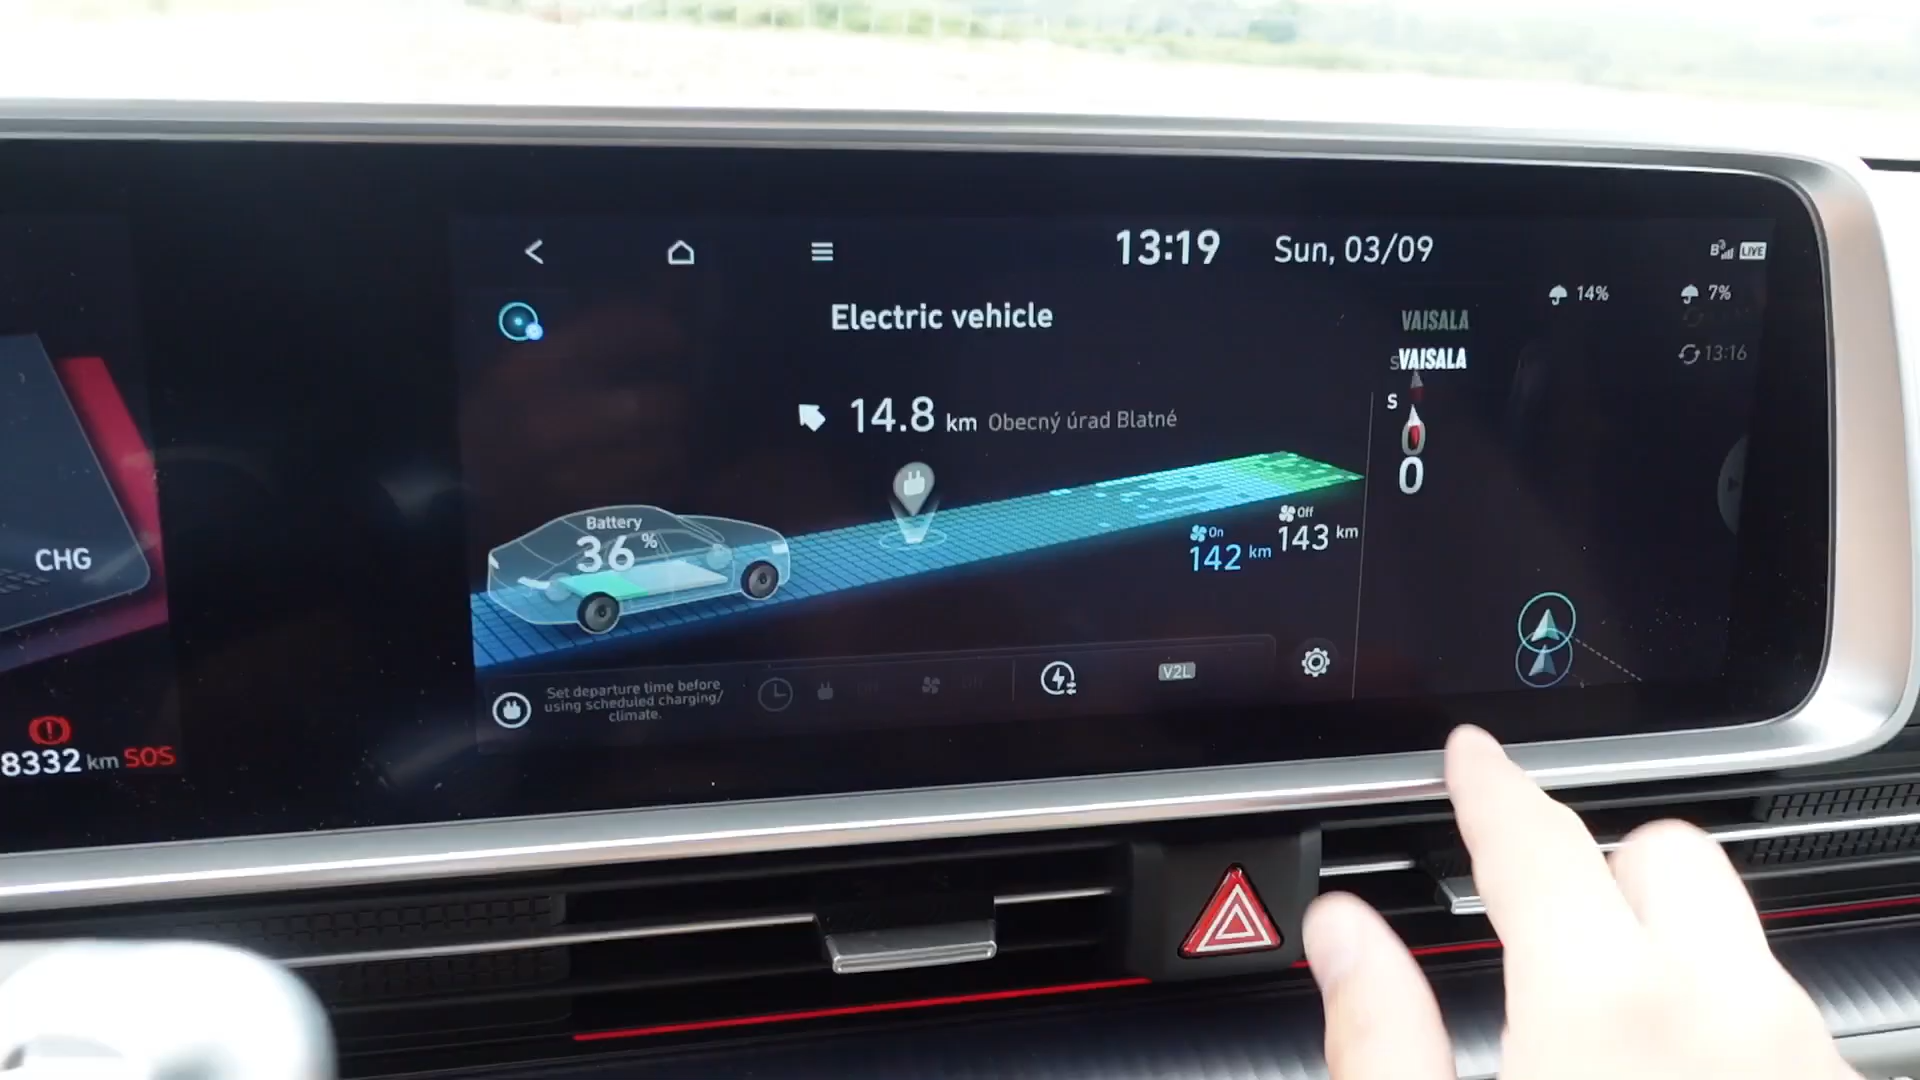 13:19 Sun, 03/09 LIVE
14% 7%
Electric vehicle
VAISALA
VAISALA
13:16
S
14.8 km Obecný úrad Blatné
0
Battery
36 %
On
142 km
Off
143 km
CHG
Set departure time before
using scheduled charging/
climate.
V2L
8332 km SOS